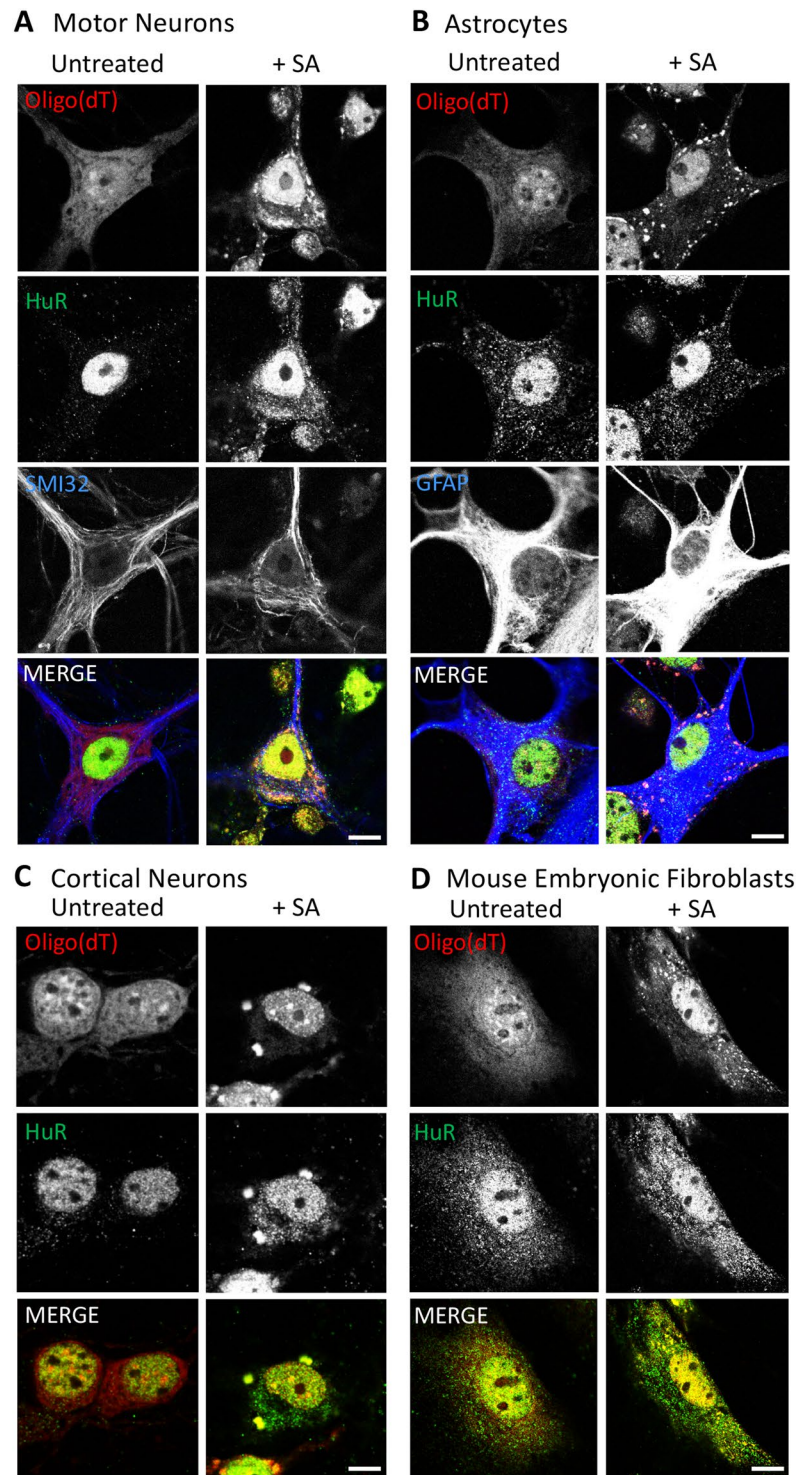 A Motor Neurons
Untreated + SA
Oligo(dT)
HuR
SMI32
MERGE
B Astrocytes
Untreated + SA
Oligo(dT)
HuR
GFAP
MERGE
C Cortical Neurons
Untreated + SA
Oligo(dT)
HuR
MERGE
D Mouse Embryonic Fibroblasts
Untreated + SA
Oligo(dT)
HuR
MERGE